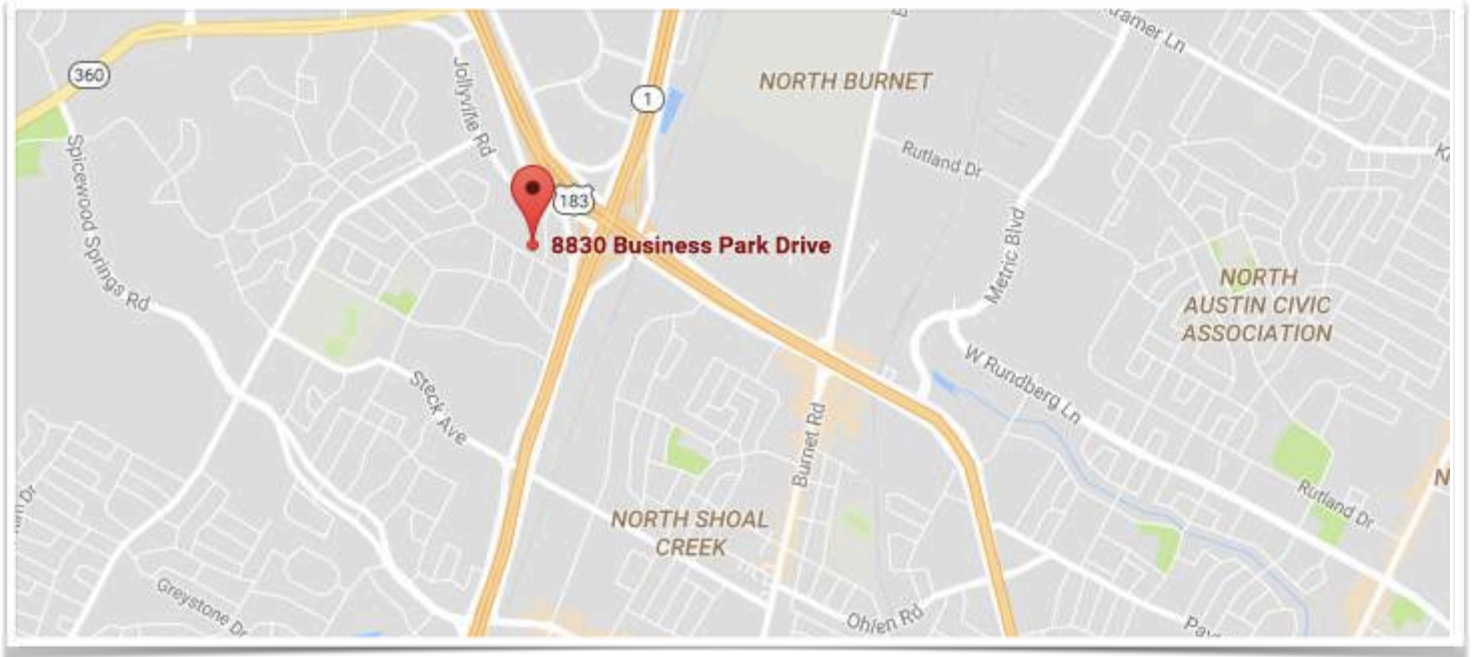 360
Jollyville Rd
1
NORTH BURNET
Kramer Ln
Rutland Dr
Spicewood Springs Rd
183
8830 Business Park Drive
Metric Blvd
NORTH
AUSTIN CIVIC
ASSOCIATION
W Rundberg Ln
Steck Ave
Burnet Rd
Rutland Dr
NORTH SHOAL
CREEK
Greystone Dr
Ohlen Rd
N